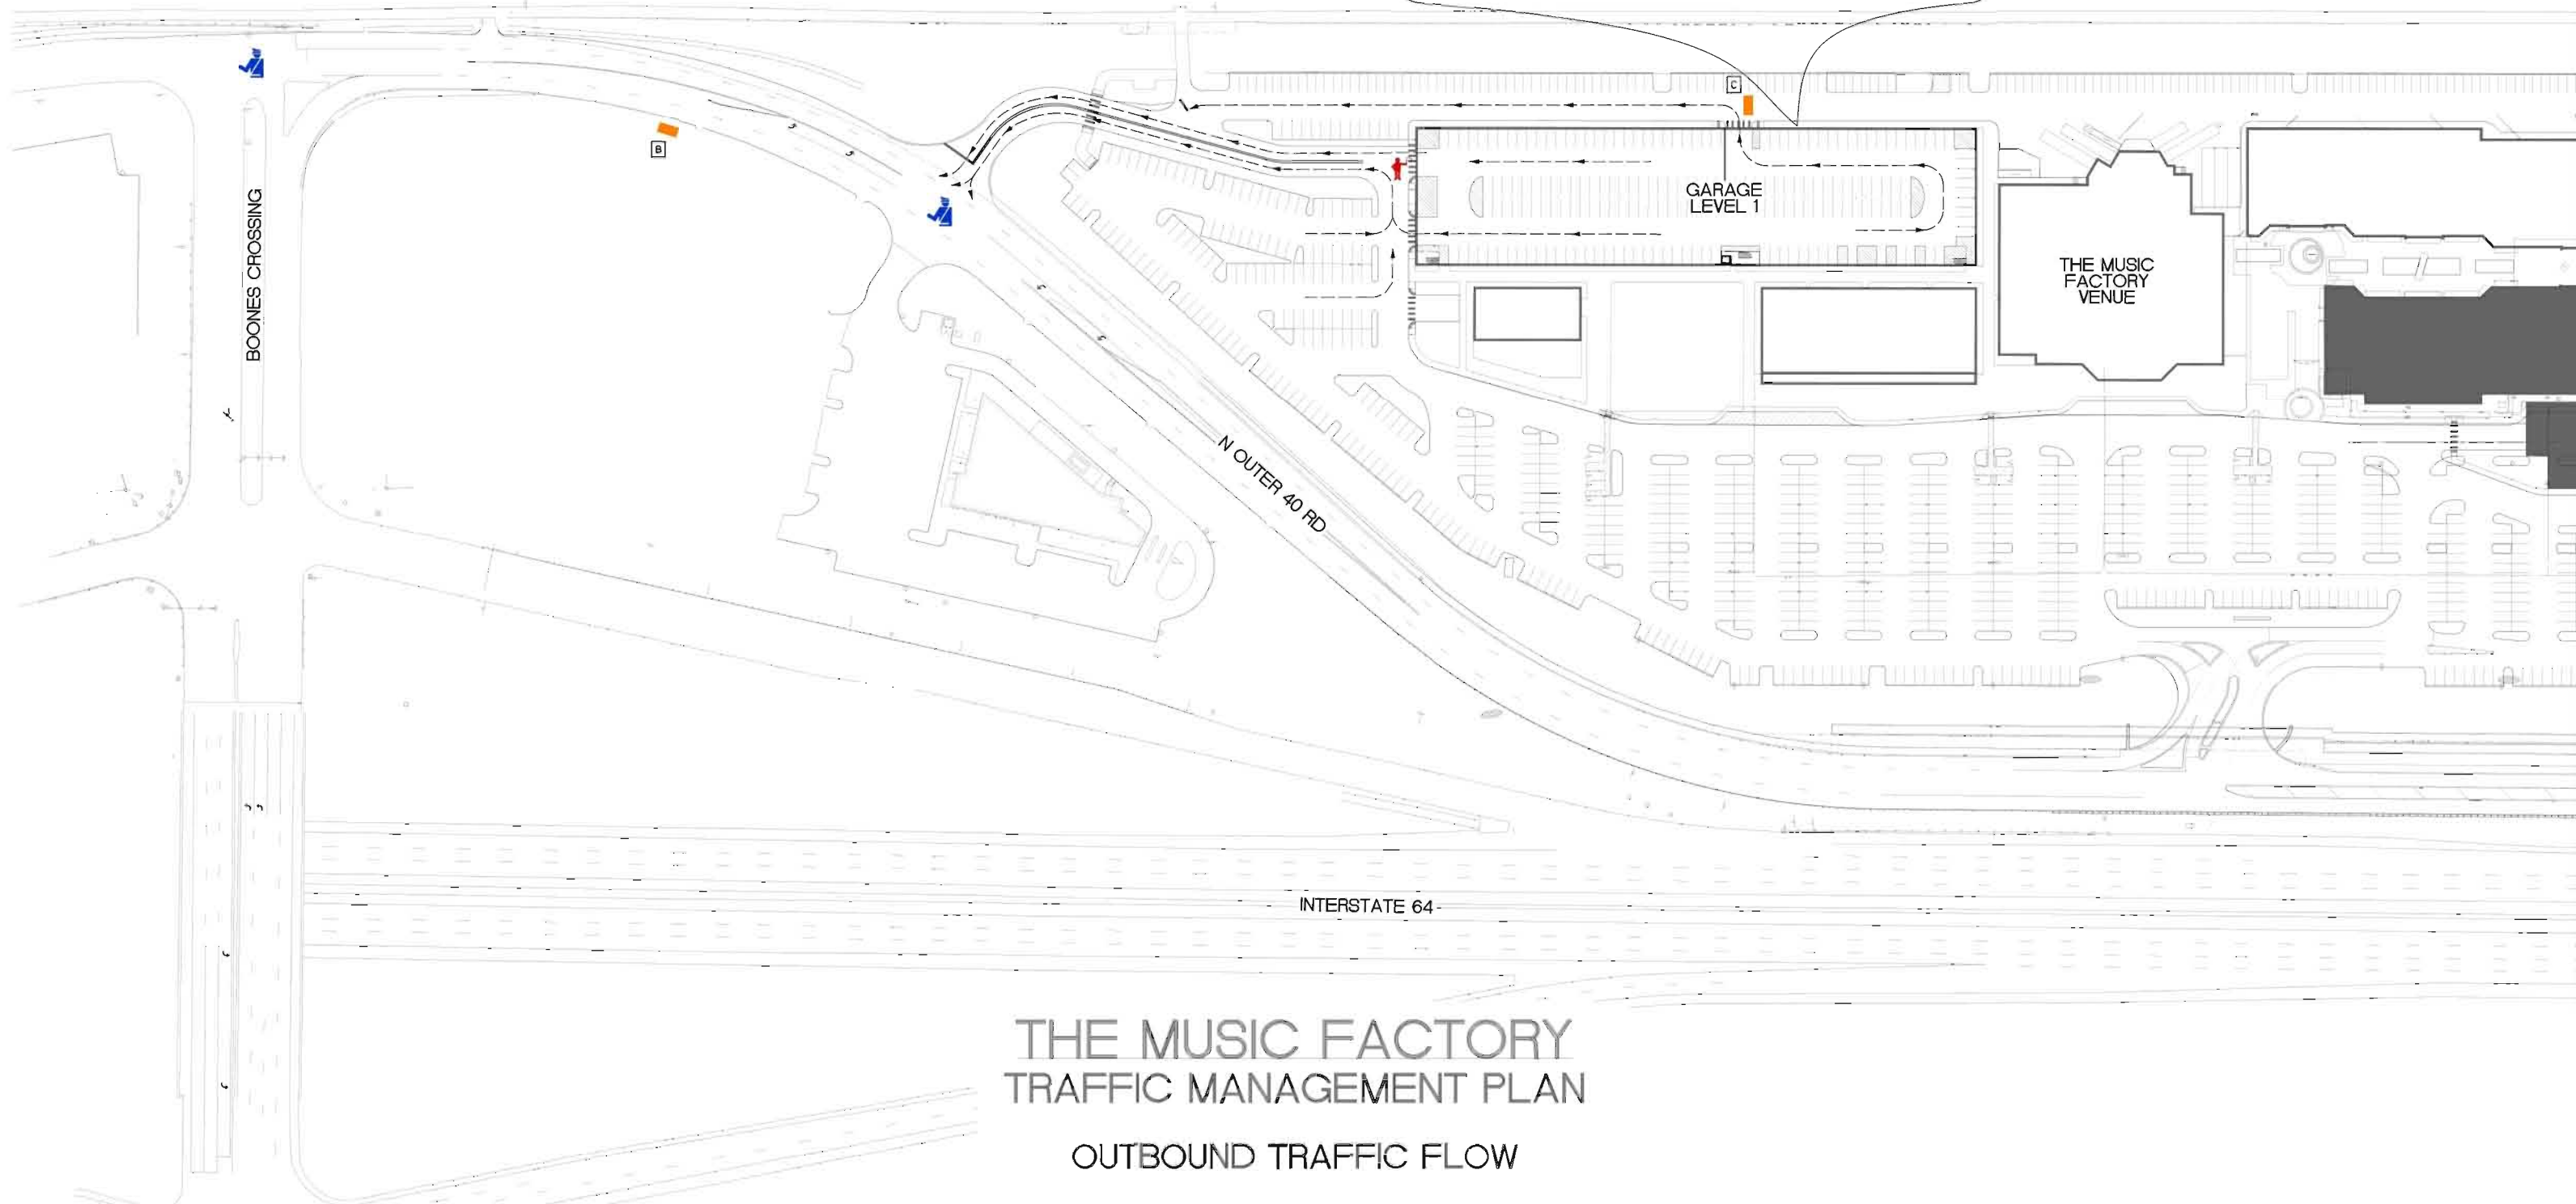 C
B
BOONES CROSSING
GARAGE
LEVEL 1
THE MUSIC
FACTORY
VENUE
N OUTER 40 RD
INTERSTATE 64
THE MUSIC FACTORY
TRAFFIC MANAGEMENT PLAN
OUTBOUND TRAFFIC FLOW